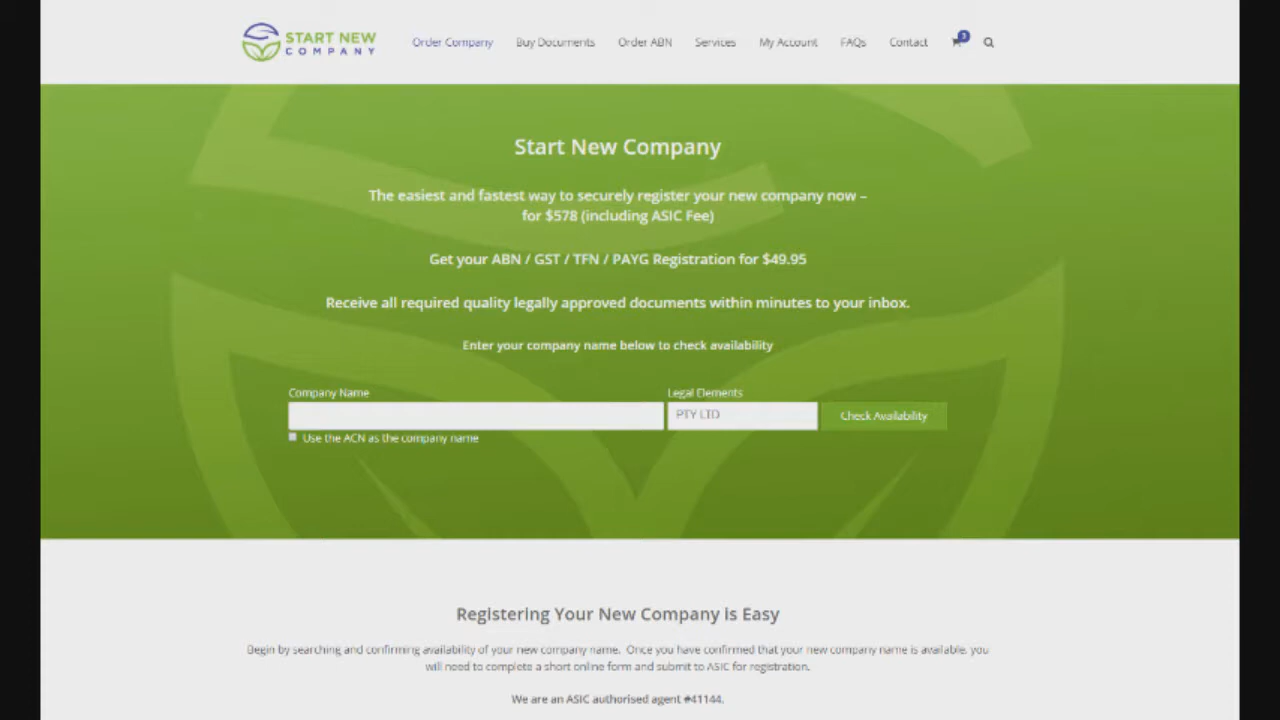 START NEW
COMPANY
Order Company
Buy Documents
Order ABN
Services
My Account
FAQs
Contact
Start New Company
The easiest and fastest way to securely register your new company now –
for $578 (including ASIC Fee)
Get your ABN / GST / TFN / PAYG Registration for $49.95
Receive all required quality legally approved documents within minutes to your inbox.
Enter your company name below to check availability
Company Name
Legal Elements
PTY LTD
Check Availability
Use the ACN as the company name
Registering Your New Company is Easy
Begin by searching and confirming availability of your new company name. Once you have confirmed that your new company name is available, you
will need to complete a short online form and submit to ASIC for registration.
We are an ASIC authorised agent #41144.